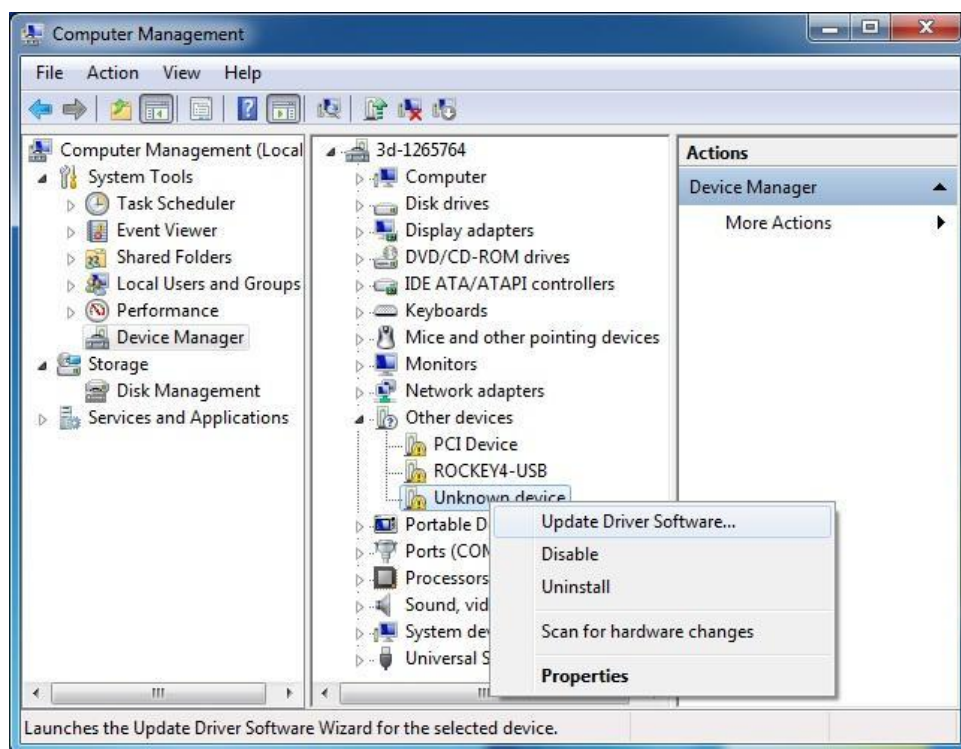 Computer Management
File Action View Help
Computer Management (Local
System Tools
Task Scheduler
Event Viewer
Shared Folders
Local Users and Groups
Performance
Device Manager
Storage
Disk Management
Services and Applications
3d-1265764
Computer
Disk drives
Display adapters
DVD/CD-ROM drives
IDE ATA/ATAPI controllers
Keyboards
Mice and other pointing devices
Monitors
Network adapters
Other devices
PCI Device
ROCKEY4-USB
Unknown device
Portable D
Ports (CON
Processors
Sound, vid
System de
Universal S
Update Driver Software...
Disable
Uninstall
Scan for hardware changes
Properties
Actions
Device Manager
More Actions
Launches the Update Driver Software Wizard for the selected device.